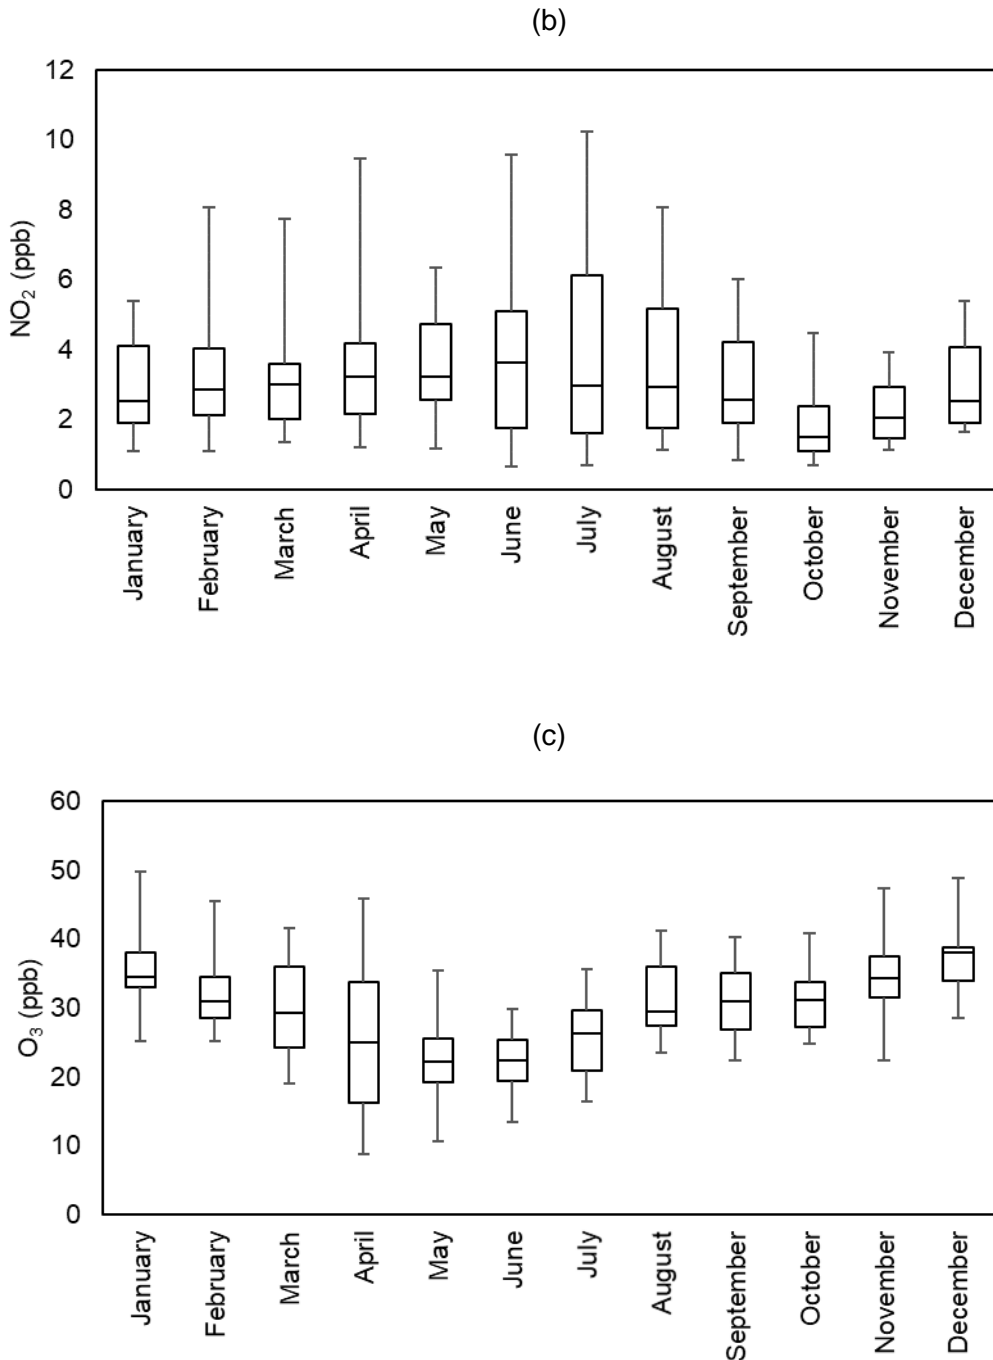 (b)
NO₂ (ppb)
12
10
8
6
4
2
0
January
February
March
April
May
June
July
August
September
October
November
December
(c)
O₃ (ppb)
60
50
40
30
20
10
0
January
February
March
April
May
June
July
August
September
October
November
December